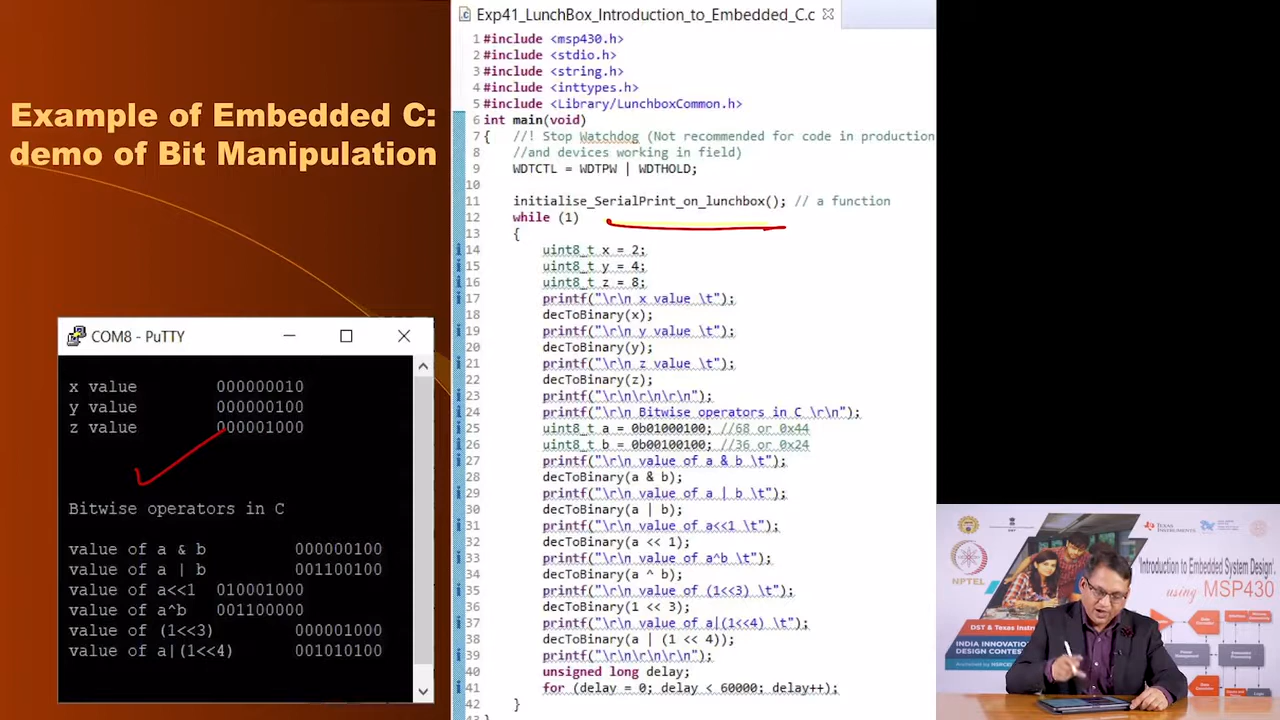 Example of Embedded C:
demo of Bit Manipulation
COM8 - PuTTY
x value 000000010
y value 000000100
z value 000001000
Bitwise operators in C
value of a & b 000000100
value of a | b 001100100
value of a<<1 010001000
value of a^b 001100000
value of (1<<3) 000001000
value of a|(1<<4) 001010100
Exp41_LunchBox_Introduction_to_Embedded_C.c
1 #include <msp430.h>
2 #include <stdio.h>
3 #include <string.h>
4 #include <inttypes.h>
5 #include <Library/LunchboxCommon.h>
6 int main(void)
7 { //! Stop Watchdog (Not recommended for code in production
8 //and devices working in field)
9 WDTCTL = WDTPW | WDTHOLD;
10
11 initialise_SerialPrint_on_lunchbox(); // a function
12 while (1)
13 {
14 uint8_t x = 2;
15 uint8_t y = 4;
16 uint8_t z = 8;
17 printf("\r\n x value \t");
18 decToBinary(x);
19 printf("\r\n y value \t");
20 decToBinary(y);
21 printf("\r\n z value \t");
22 decToBinary(z);
23 printf("\r\n\r\n\r\n");
24 printf("\r\n Bitwise operators in C \r\n");
25 uint8_t a = 0b01000100; //68 or 0x44
26 uint8_t b = 0b00100100; //36 or 0x24
27 printf("\r\n value of a & b \t");
28 decToBinary(a & b);
29 printf("\r\n value of a | b \t");
30 decToBinary(a | b);
31 printf("\r\n value of a<<1 \t");
32 decToBinary(a << 1);
33 printf("\r\n value of a^b \t");
34 decToBinary(a ^ b);
35 printf("\r\n value of (1<<3) \t");
36 decToBinary(1 << 3);
37 printf("\r\n value of a|(1<<4) \t");
38 decToBinary(a | (1 << 4));
39 printf("\r\n\r\n\r\n");
40 unsigned long delay;
41 for (delay = 0; delay < 60000; delay++);
42 }
43 }
NPTEL
TEXAS INSTRUMENTS
'Introduction to Embedded System Design'
using MSP430
DST & Texas Instr
INDIA INNOVATION
DESIGN CONTES